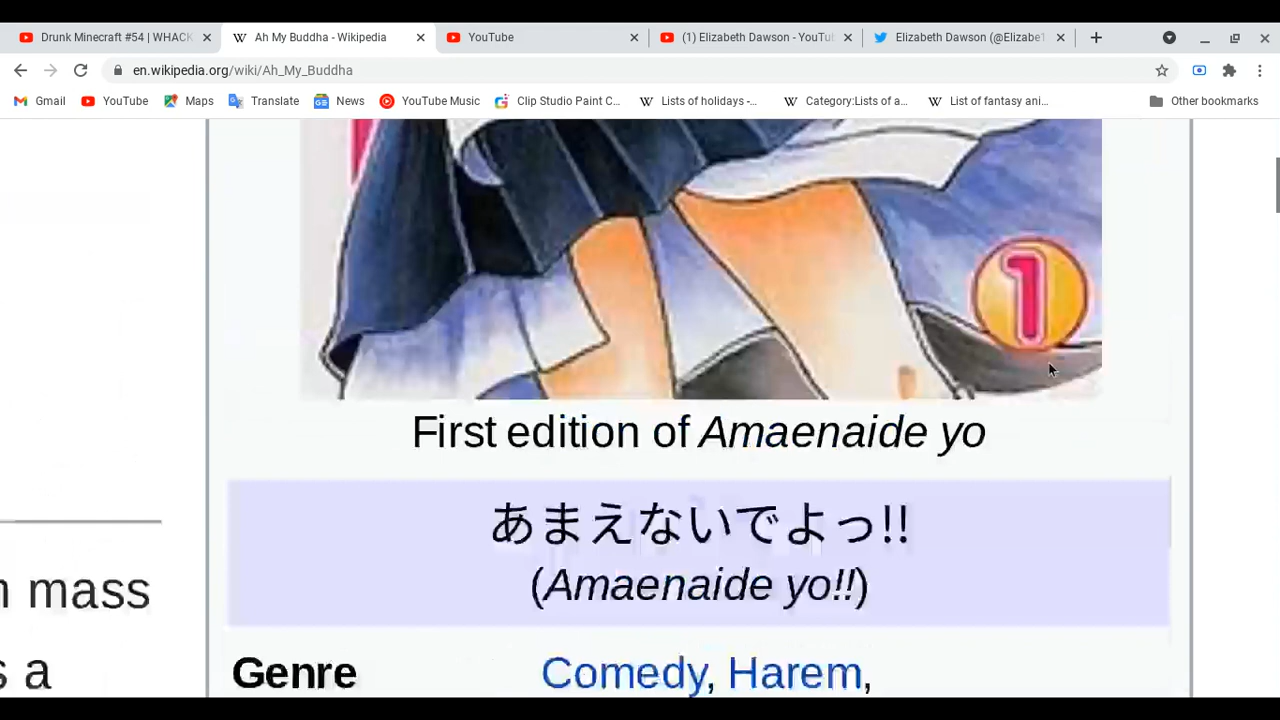 Drunk Minecraft #54 | WHACK
Ah My Buddha - Wikipedia
YouTube
(1) Elizabeth Dawson - YouTu
Elizabeth Dawson (@Elizabe1
en.wikipedia.org/wiki/Ah_My_Buddha
Gmail
YouTube
Maps
Translate
News
YouTube Music
Clip Studio Paint C...
Lists of holidays -...
Category:Lists of a...
List of fantasy ani...
Other bookmarks
1
First edition of Amaenaide yo
あまえないでよっ!!
(Amaenaide yo!!)
mass
s a
Genre
Comedy, Harem,